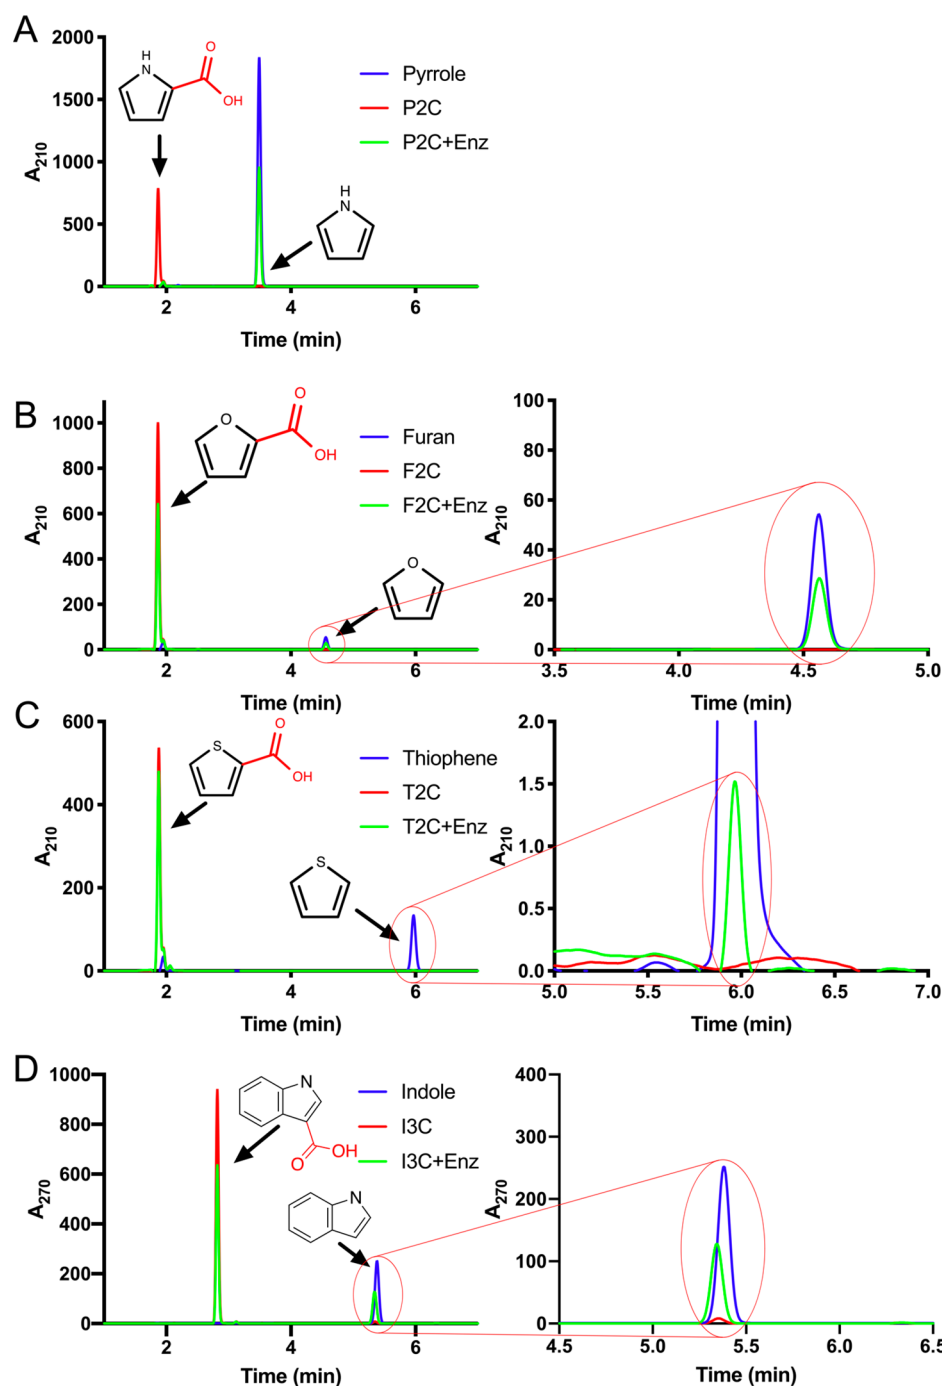 A
2000
1500
1000
500
0
A210
2
4
6
Time (min)
H
N
O
OH
H
N
Pyrrole
P2C
P2C+Enz
B
1000
800
600
400
200
0
A210
2
4
6
Time (min)
O
O
OH
O
Furan
F2C
F2C+Enz
100
80
60
40
20
0
A210
3.5
4.0
4.5
5.0
Time (min)
C
600
400
200
0
A210
2
4
6
Time (min)
S
O
OH
S
Thiophene
T2C
T2C+Enz
2.0
1.5
1.0
0.5
0.0
A210
5.0
5.5
6.0
6.5
7.0
Time (min)
D
1000
800
600
400
200
0
A270
2
4
6
Time (min)
N
O
OH
N
Indole
I3C
I3C+Enz
400
300
200
100
0
A270
4.5
5.0
5.5
6.0
6.5
Time (min)